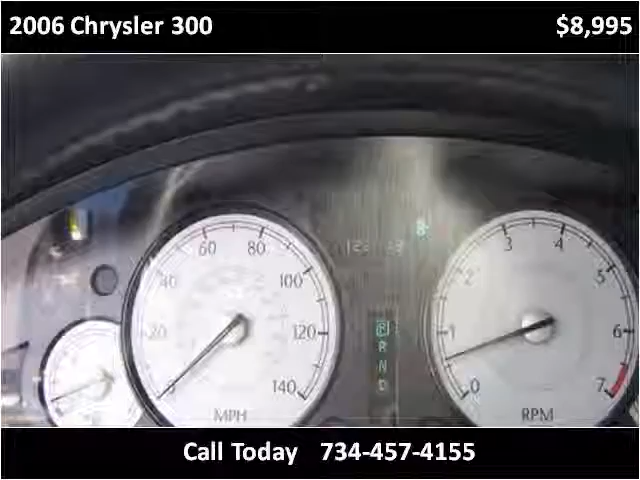 2006 Chrysler 300 $8,995
60 80
40 100
20 120
0 140
MPH
P
R
N
D
3 4
2 5
1 6
0 7
RPM
Call Today 734-457-4155